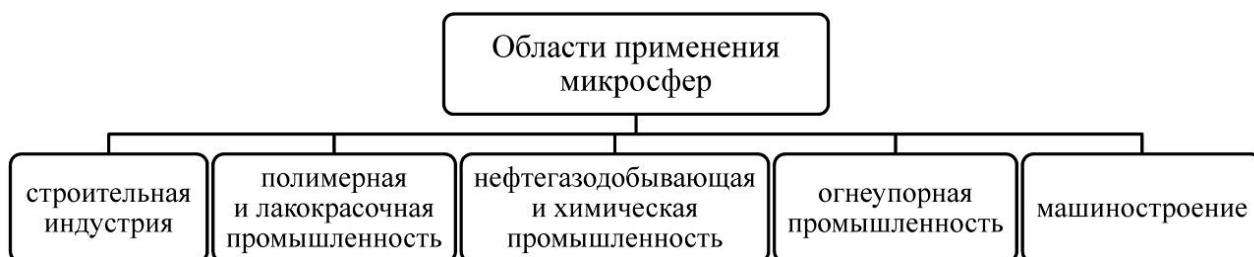 Области применения
микросфер
строительная
индустрия
полимерная
и лакокрасочная
промышленность
нефтегазодобывающая
и химическая
промышленность
огнеупорная
промышленность
машиностроение